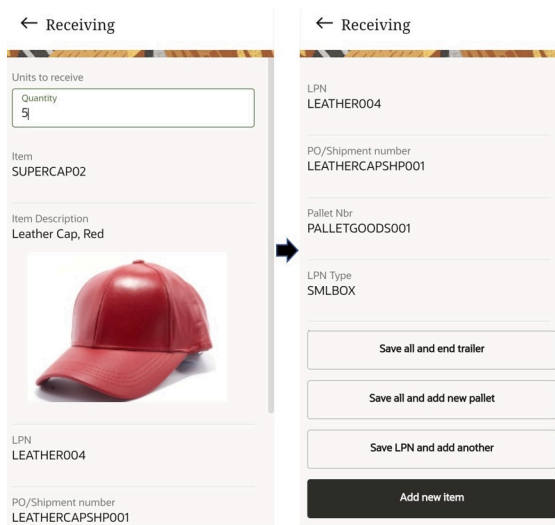 ← Receiving
Units to receive
Quantity
5
Item
SUPERCAP02
Item Description
Leather Cap, Red
LPN
LEATHER004
PO/Shipment number
LEATHERCAPSHP001
← Receiving
LPN
LEATHER004
PO/Shipment number
LEATHERCAPSHP001
Pallet Nbr
PALLETGOODS001
LPN Type
SMLBOX
Save all and end trailer
Save all and add new pallet
Save LPN and add another
Add new item